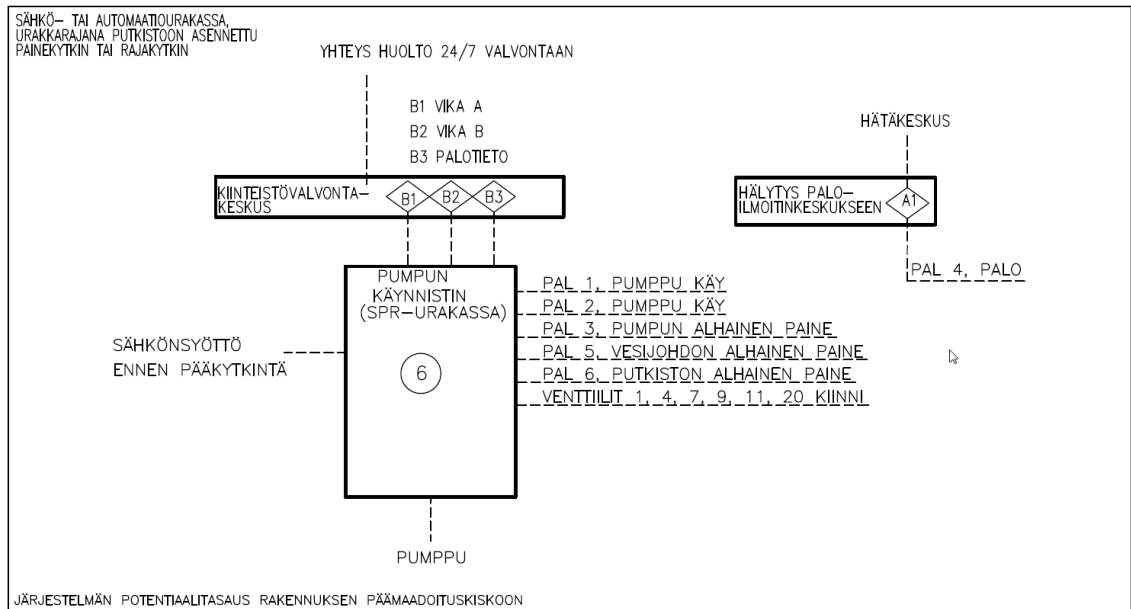 SÄHKÖ- TAI AUTOMAATIOURAKASSA,
URAKKARAJANA PUTKISTOON ASENNETTU
PAINEKYTKIN TAI RAJAKYTKIN
YHTEYS HUOLTO 24/7 VALVONTAAN
B1 VIKA A
B2 VIKA B
B3 PALOTIETO
HÄTÄKESKUS
KIINTEISTÖVALVONTA-
KESKUS
B1 B2 B3
HÄLYTYS PALO-
ILMOITINKESKUKSEEN
A1
PAL 4, PALO
PUMPUN
KÄYNNISTIN
(SPR-URAKASSA)
6
PAL 1, PUMPPU KÄY
PAL 2, PUMPPU KÄY
PAL 3, PUMPUN ALHAINEN PAINE
PAL 5, VESIJOHDON ALHAINEN PAINE
PAL 6, PUTKISTON ALHAINEN PAINE
VENTTIILIT 1, 4, 7, 9, 11, 20 KIINNI
SÄHKÖNSYÖTTÖ
ENNEN PÄÄKYTKINTÄ
PUMPPU
JÄRJESTELMÄN POTENTIAALITASAUS RAKENNUKSEN PÄÄMAADOITUSKISKOON